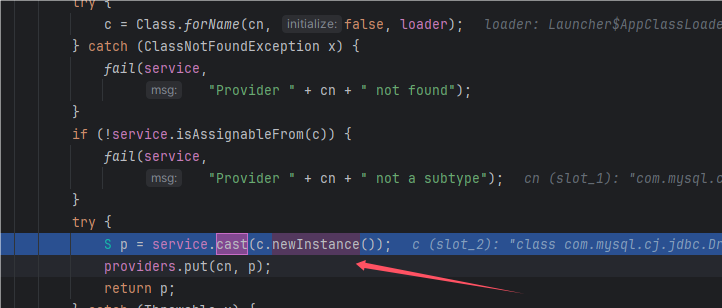 try {
c = Class.forName(cn, initialize: false, loader); loader: Launcher$AppClassLoade
} catch (ClassNotFoundException x) {
fail(service,
msg: "Provider " + cn + " not found");
}
if (!service.isAssignableFrom(c)) {
fail(service,
msg: "Provider " + cn + " not a subtype"); cn (slot_1): "com.mysql.c
}
try {
S p = service.cast(c.newInstance()); c (slot_2): "class com.mysql.cj.jdbc.Dr
providers.put(cn, p);
return p;
} catch (Throwable x) {